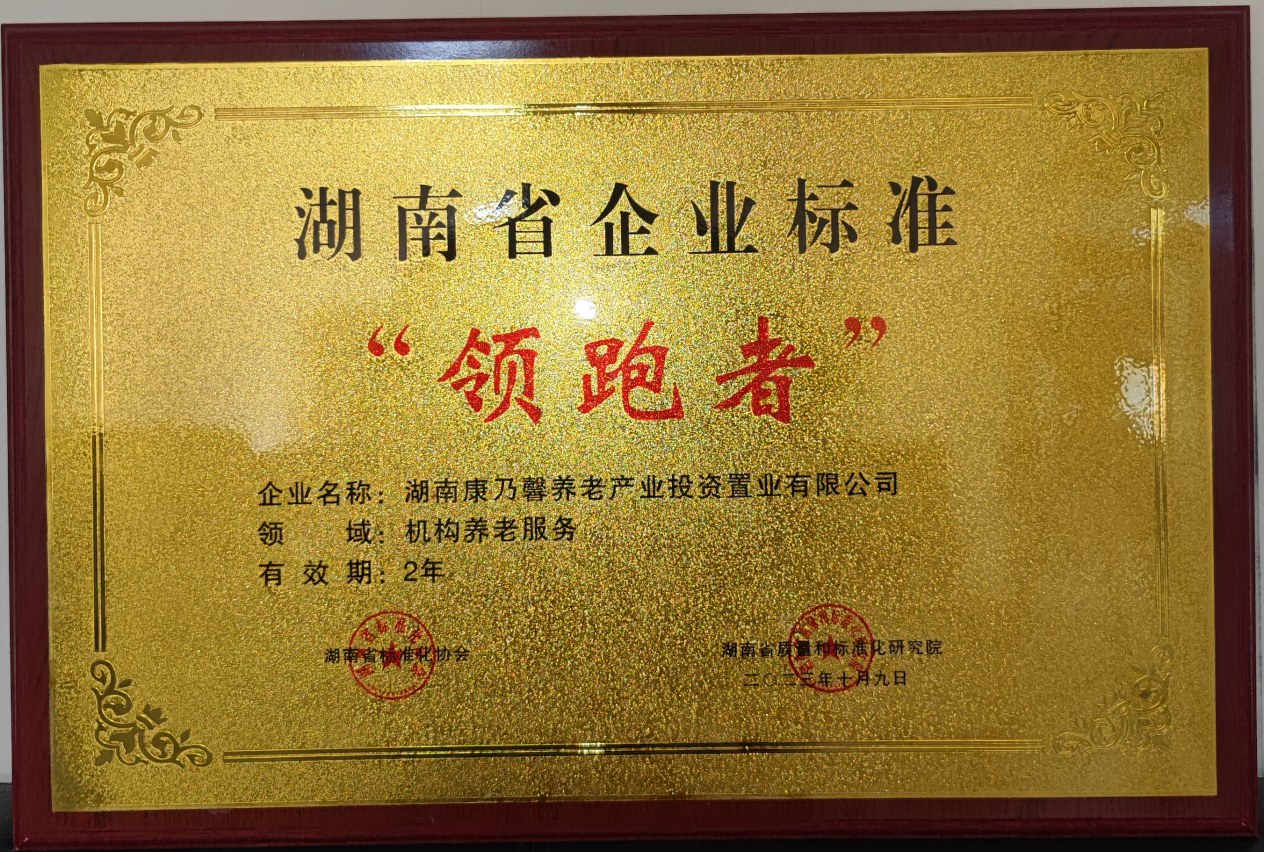 湖南省企业标准
“领跑者”
企业名称：湖南康乃馨养老产业投资置业有限公司
领域：机构养老服务
有效期：2年
湖南省标准化协会
湖南省质量和标准化研究院
二〇二三年十月九日